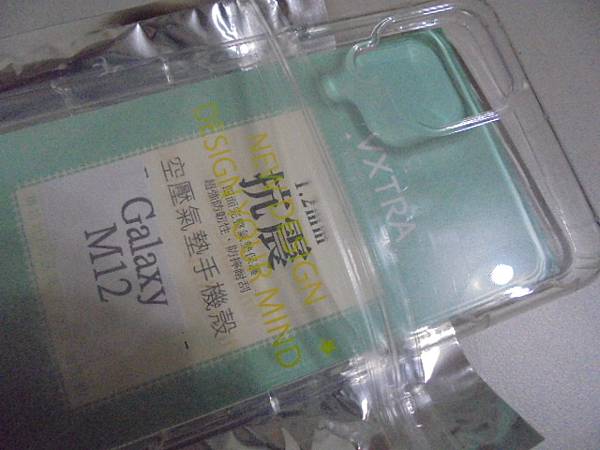 VXTRA
NEW DESIGN
DESIGN YOUR MIND
1.2mm
抗震
空壓氣墊手機殼
Galaxy
M12